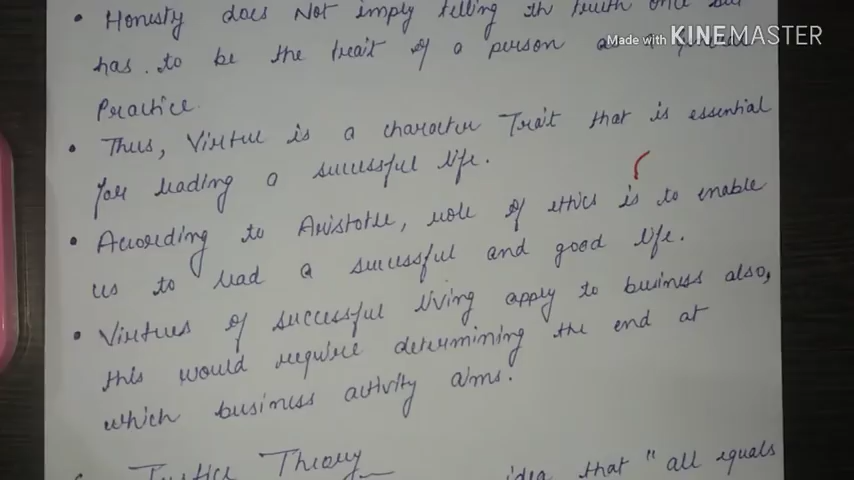 • Honesty does Not imply telling th truth once but
Made with KINEMASTER
has to be the trait of a person as a
Practice.
• Thus, Virtue is a character Trait that is essential
for leading a successful life.
• According to Aristotle, role of ethics is to enable
us to lead a successful and good life.
• Virtues of successful living apply to business also,
this would require determining the end at
which business activity aims.
Justice Theory
idea that " all equals